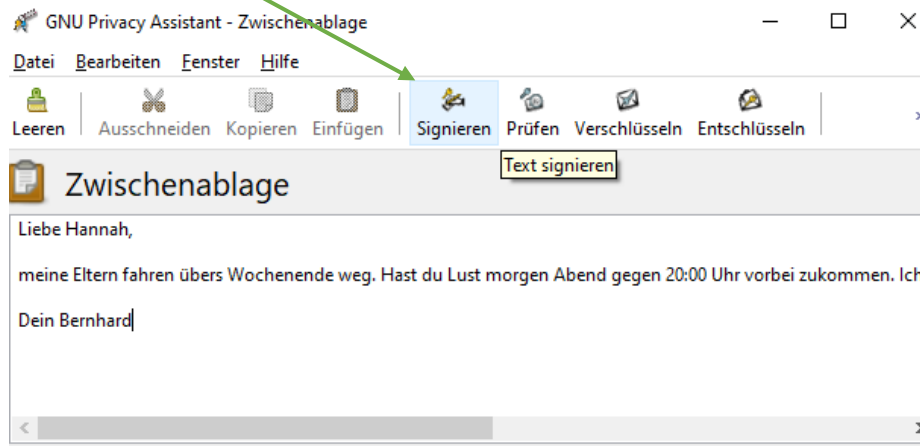 GNU Privacy Assistant - Zwischenablage
Datei Bearbeiten Fenster Hilfe
Leeren Ausschneiden Kopieren Einfügen Signieren Prüfen Verschlüsseln Entschlüsseln
Text signieren
Zwischenablage
Liebe Hannah,
meine Eltern fahren übers Wochenende weg. Hast du Lust morgen Abend gegen 20:00 Uhr vorbei zukommen. Ich
Dein Bernhard